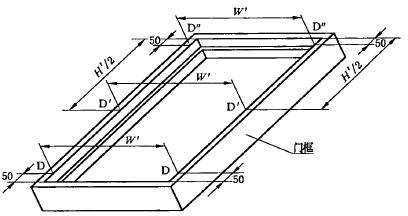 W'
D" D"
50 50
H'/2 H'/2
W'
D' D'
W'
D D
50 50
门框